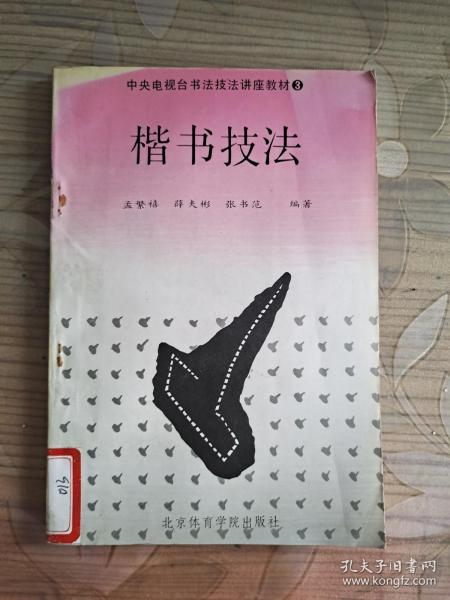 中央电视台书法技法讲座教材③
楷书技法
孟繁禧 薛夫彬 张书范 编著
北京体育学院出版社
013
孔夫子旧书网
www.kongfz.com